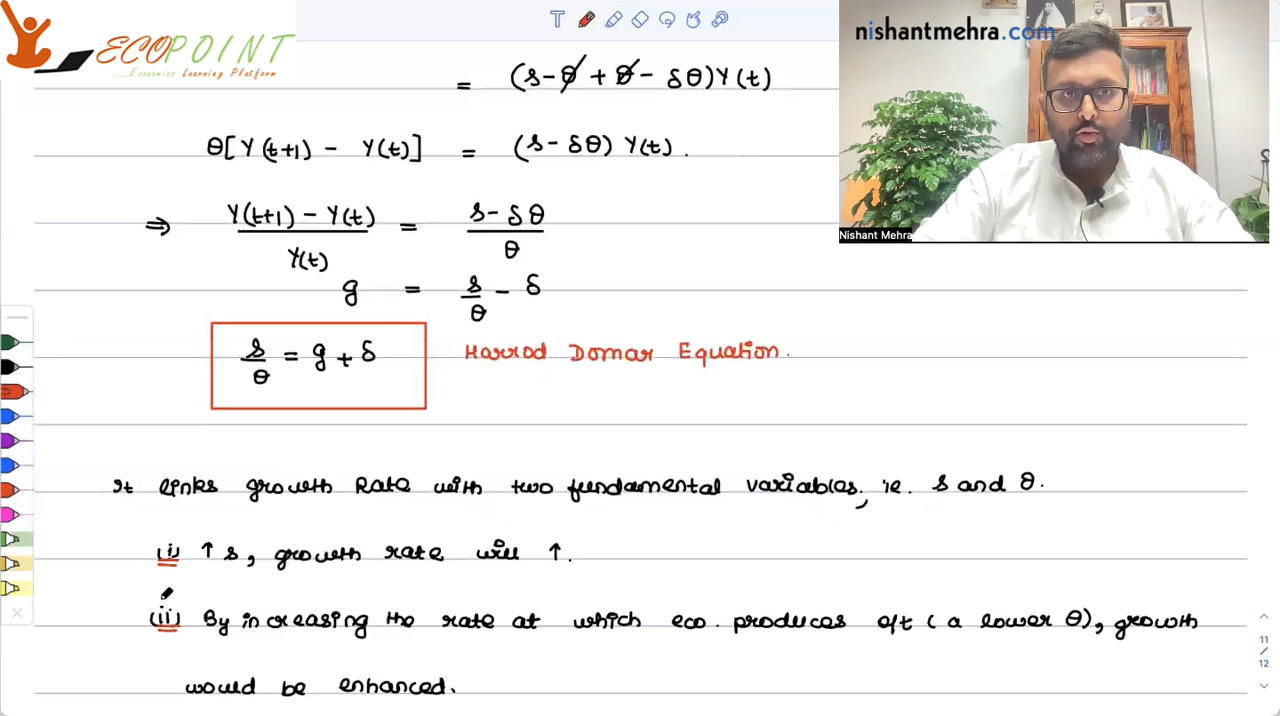 ECOPOINT
.....Economics Learning Platform
nishantmehra.com
Nishant Mehra
= (s - θ + θ - δθ)Y(t)
θ[Y(t+1) - Y(t)] = (s - δθ) Y(t).
⇒ Y(t+1) - Y(t) / Y(t) = s - δθ / θ
g = s/θ - δ
s/θ = g + δ Harrod Domar Equation.
It links growth Rate with two fundamental variables, i.e. s and θ.
(i) ↑ s, growth rate will ↑.
(ii) By increasing the rate at which eco. produces o/t (a lower θ), growth
would be enhanced.
11
/
12